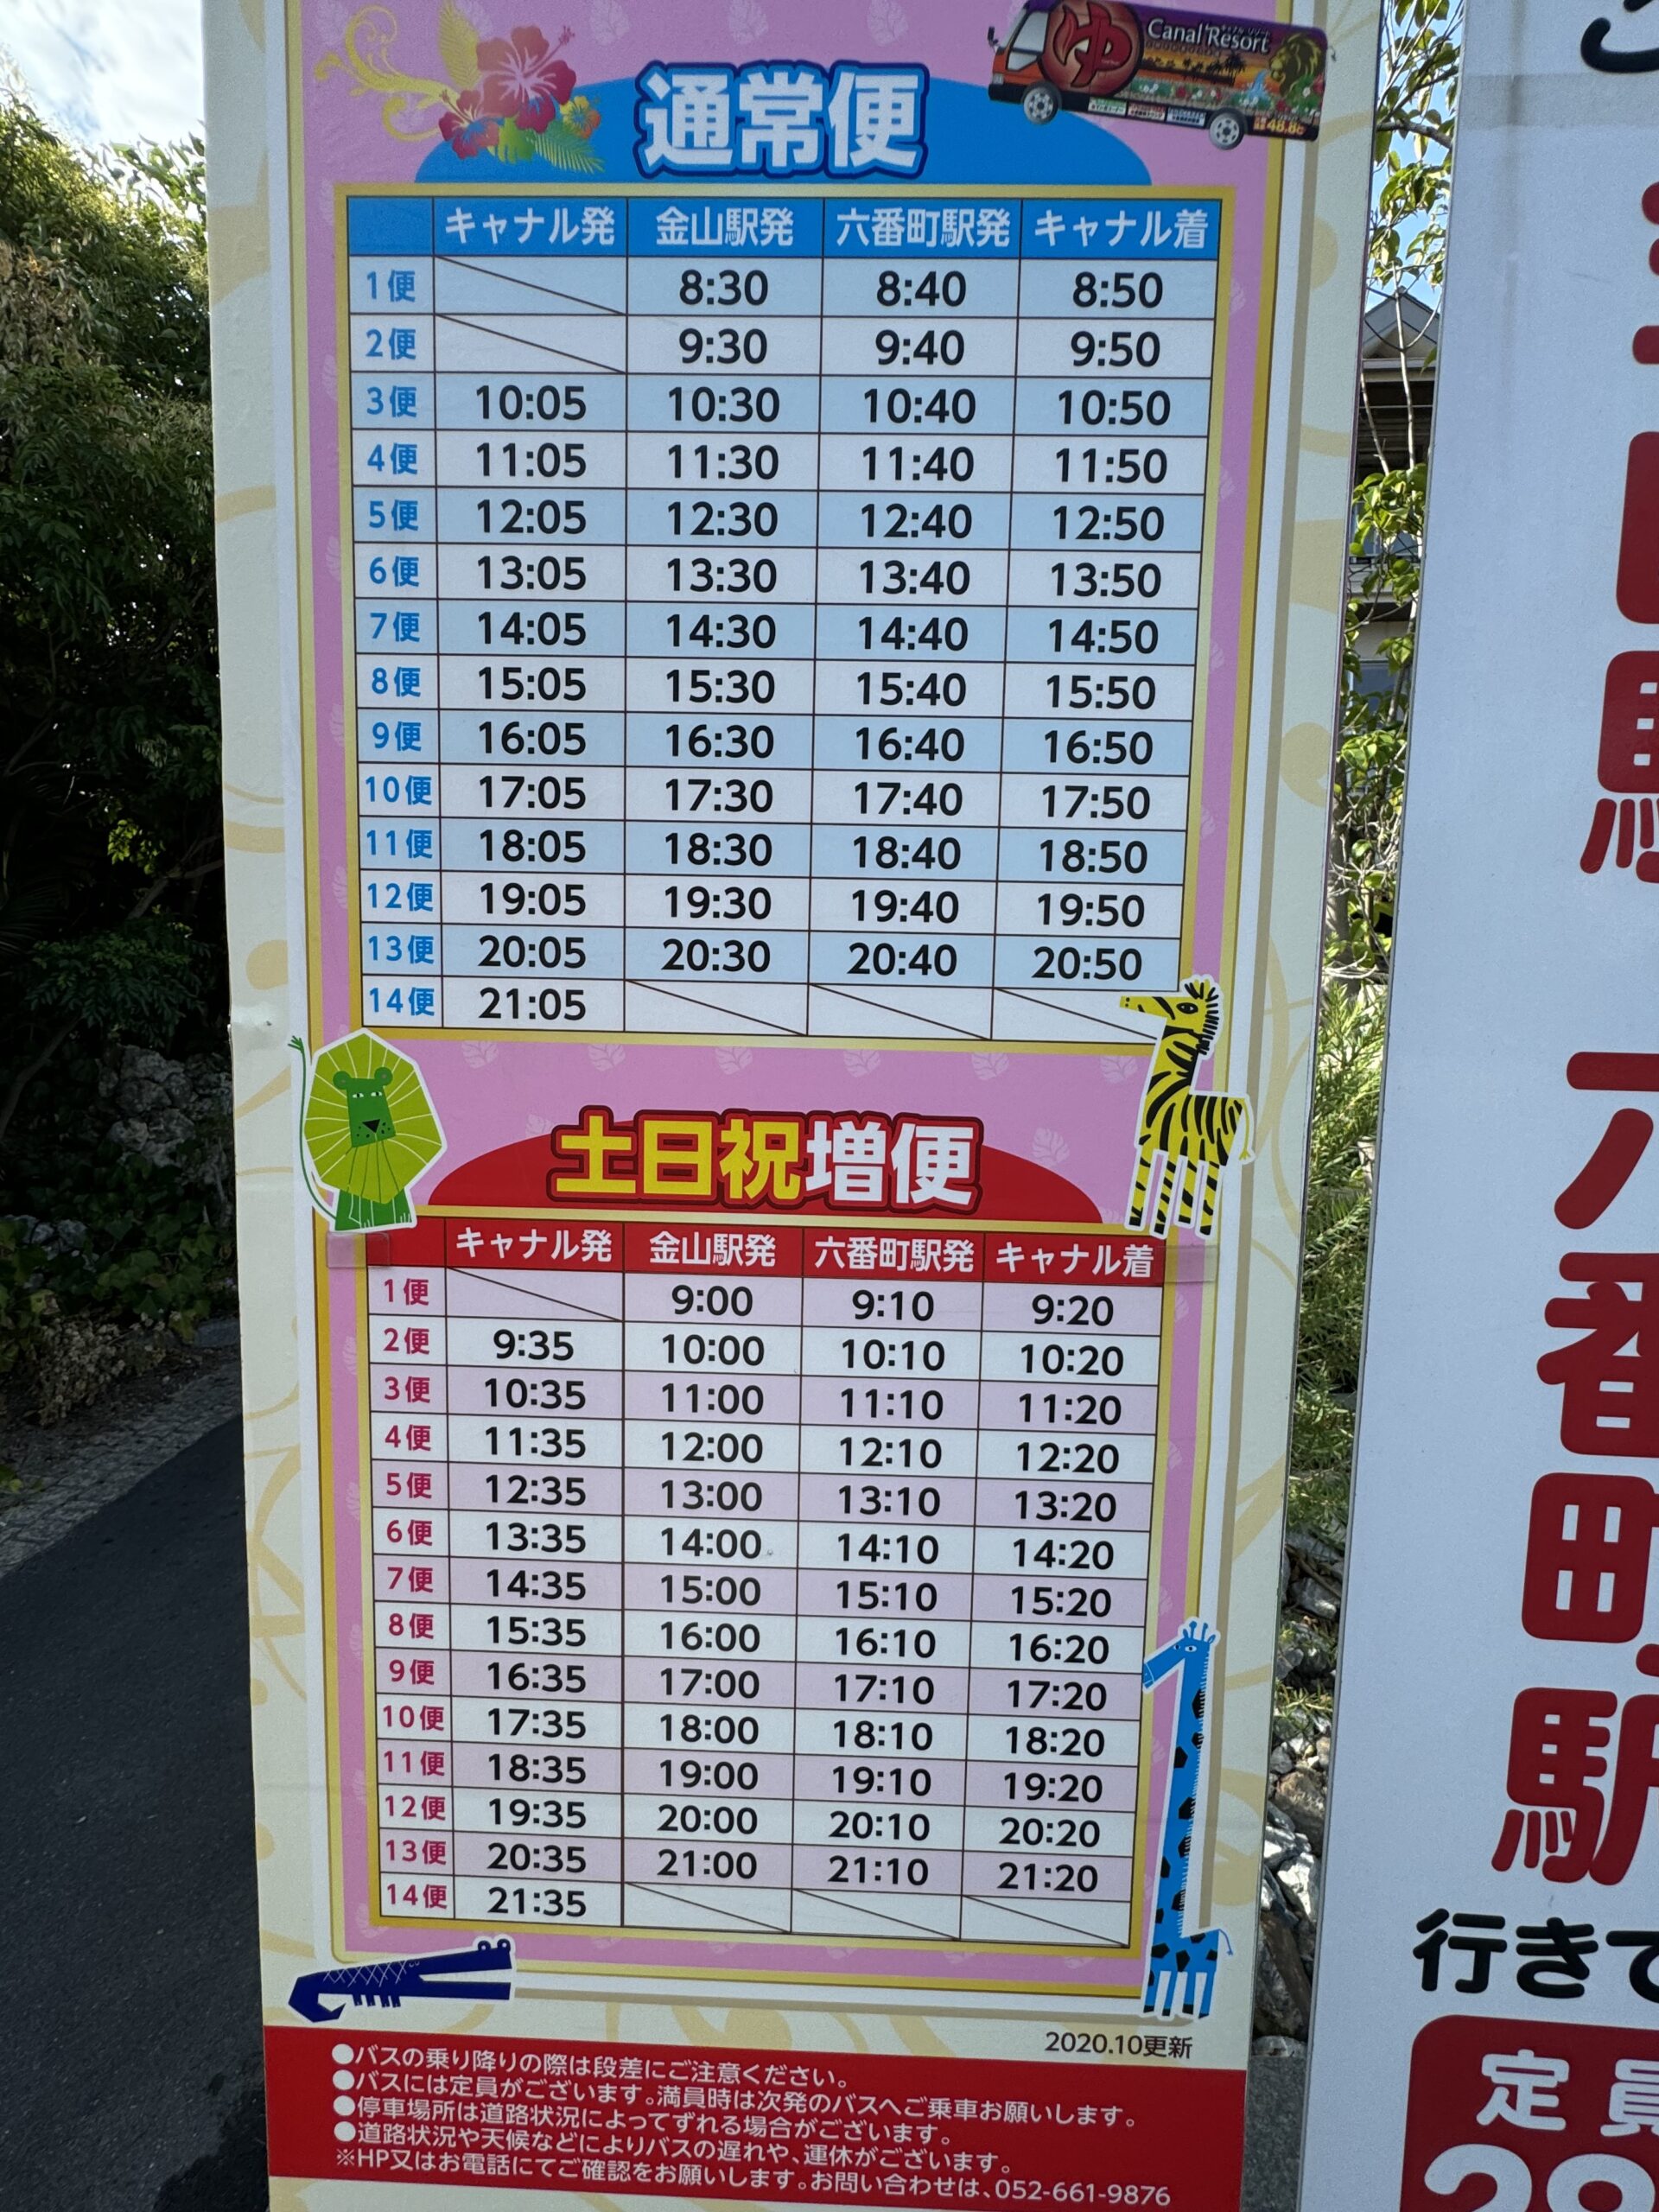 ゆ Canal Resort
通常便
キャナル発 金山駅発 六番町駅発 キャナル着
1便 8:30 8:40 8:50
2便 9:30 9:40 9:50
3便 10:05 10:30 10:40 10:50
4便 11:05 11:30 11:40 11:50
5便 12:05 12:30 12:40 12:50
6便 13:05 13:30 13:40 13:50
7便 14:05 14:30 14:40 14:50
8便 15:05 15:30 15:40 15:50
9便 16:05 16:30 16:40 16:50
10便 17:05 17:30 17:40 17:50
11便 18:05 18:30 18:40 18:50
12便 19:05 19:30 19:40 19:50
13便 20:05 20:30 20:40 20:50
14便 21:05
土日祝増便
キャナル発 金山駅発 六番町駅発 キャナル着
1便 9:00 9:10 9:20
2便 9:35 10:00 10:10 10:20
3便 10:35 11:00 11:10 11:20
4便 11:35 12:00 12:10 12:20
5便 12:35 13:00 13:10 13:20
6便 13:35 14:00 14:10 14:20
7便 14:35 15:00 15:10 15:20
8便 15:35 16:00 16:10 16:20
9便 16:35 17:00 17:10 17:20
10便 17:35 18:00 18:10 18:20
11便 18:35 19:00 19:10 19:20
12便 19:35 20:00 20:10 20:20
13便 20:35 21:00 21:10 21:20
14便 21:35
2020.10更新
●バスの乗り降りの際は段差にご注意ください。
●バスには定員がございます。満員時は次発のバスへご乗車お願いします。
●停車場所は道路状況によってずれる場合がございます。
●道路状況や天候などによりバスの遅れや、運休がございます。
※HP又はお電話にてご確認をお願いします。お問い合わせは、052-661-9876
六番町駅
行きて
定員